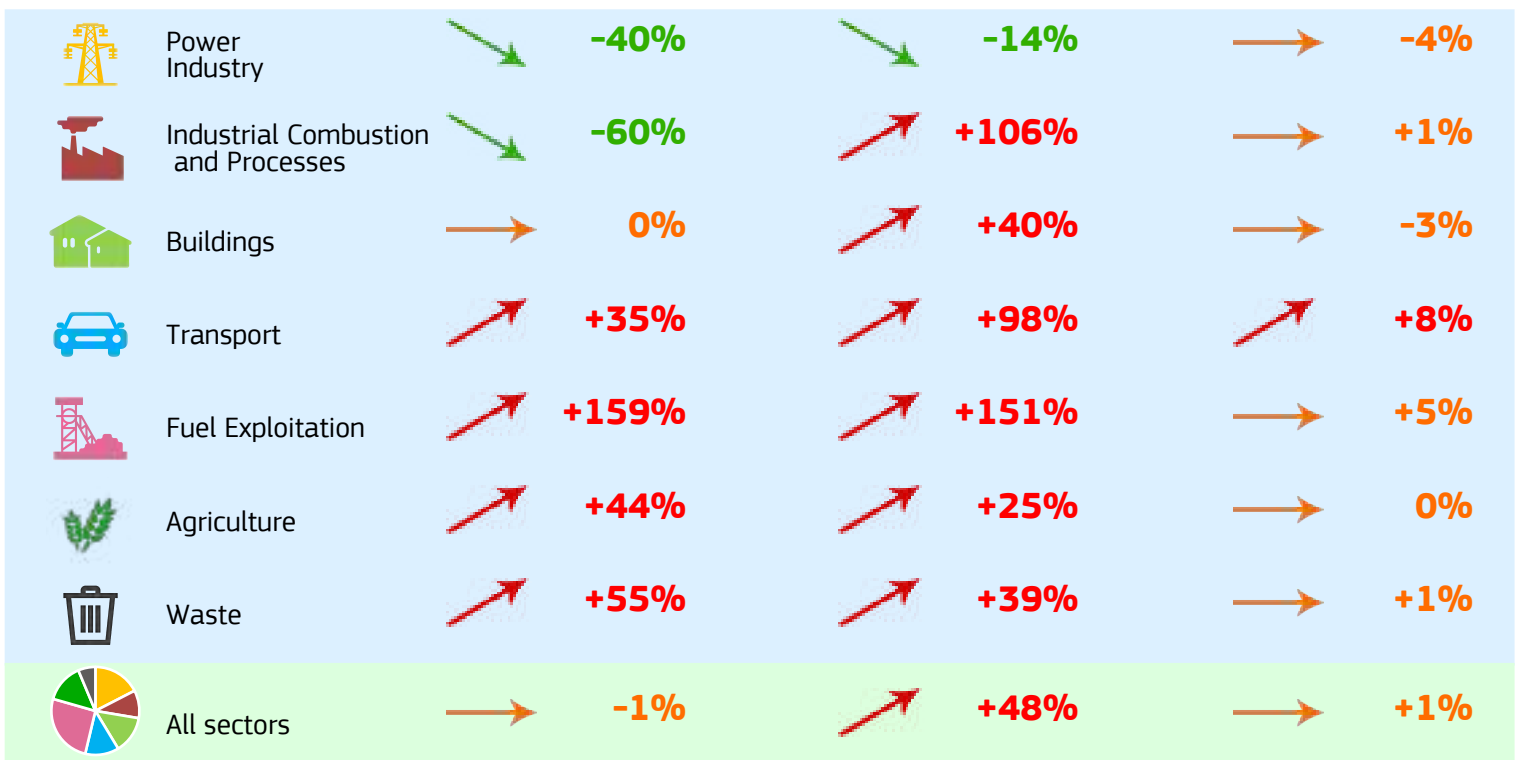 Power
Industry
-40%
-14%
-4%
Industrial Combustion
and Processes
-60%
+106%
+1%
Buildings
0%
+40%
-3%
Transport
+35%
+98%
+8%
Fuel Exploitation
+159%
+151%
+5%
Agriculture
+44%
+25%
0%
Waste
+55%
+39%
+1%
All sectors
-1%
+48%
+1%